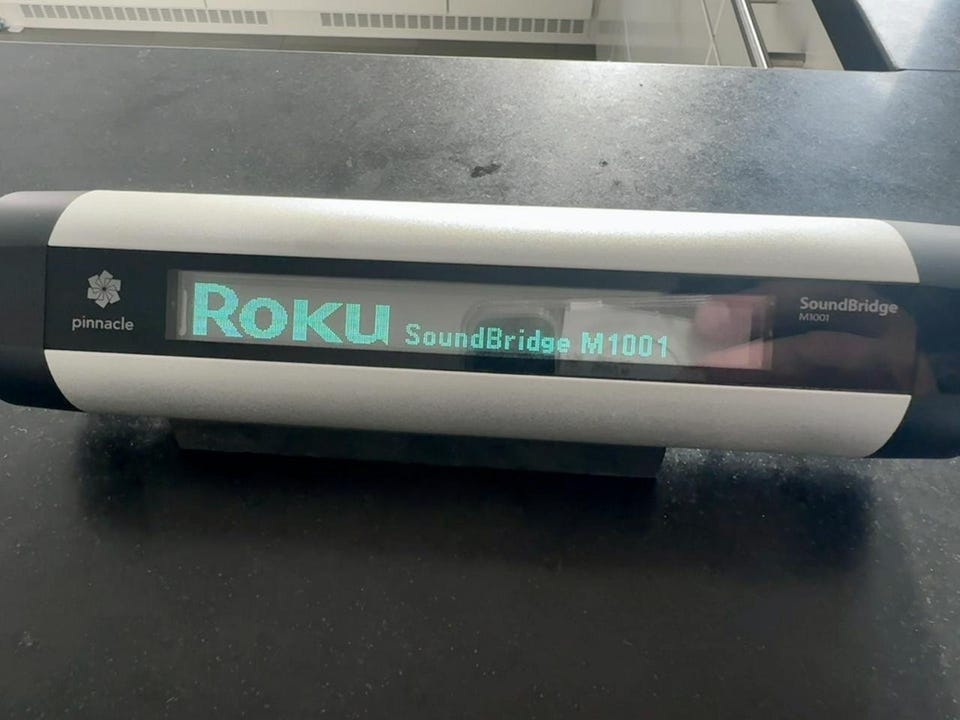 pinnacle
Roku SoundBridge M1001
SoundBridge
M1001